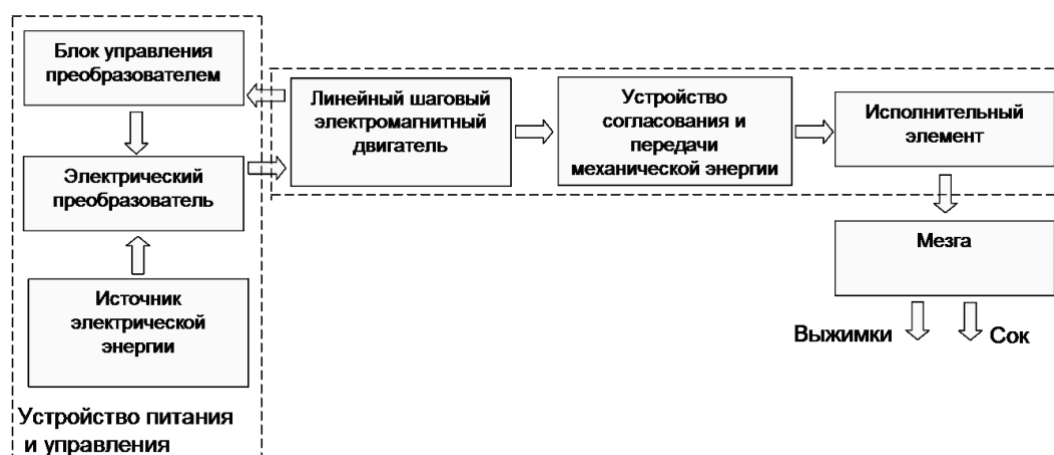 Блок управления
преобразователем
Электрический
преобразователь
Источник
электрической
энергии
Устройство питания
и управления
Линейный шаговый
электромагнитный
двигатель
Устройство
согласования и
передачи
механической энергии
Исполнительный
элемент
Мезга
Выжимки
Сок